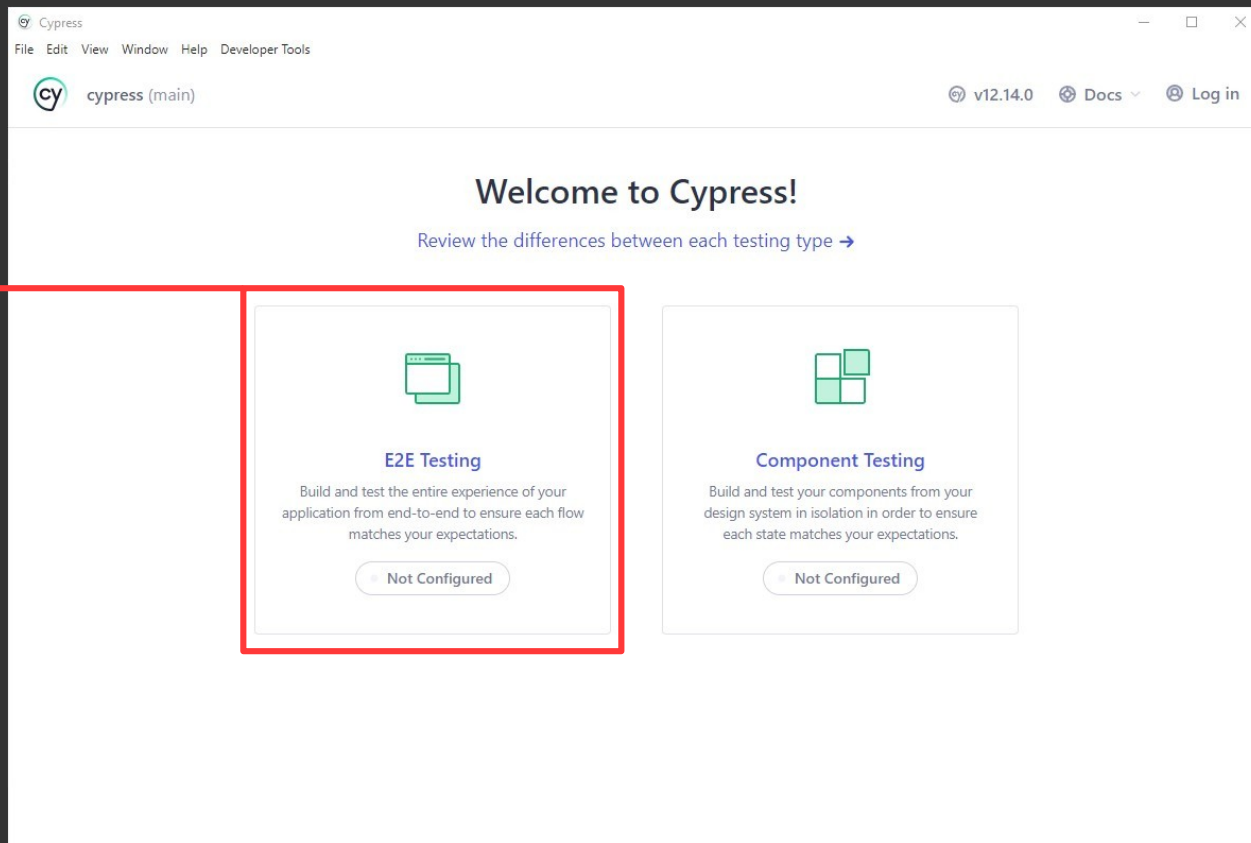 cy Cypress
File Edit View Window Help Developer Tools
cy cypress (main) cy v12.14.0 Docs Log in
Welcome to Cypress!
Review the differences between each testing type →
E2E Testing
Build and test the entire experience of your
application from end-to-end to ensure each flow
matches your expectations.
Not Configured
Component Testing
Build and test your components from your
design system in isolation in order to ensure
each state matches your expectations.
Not Configured